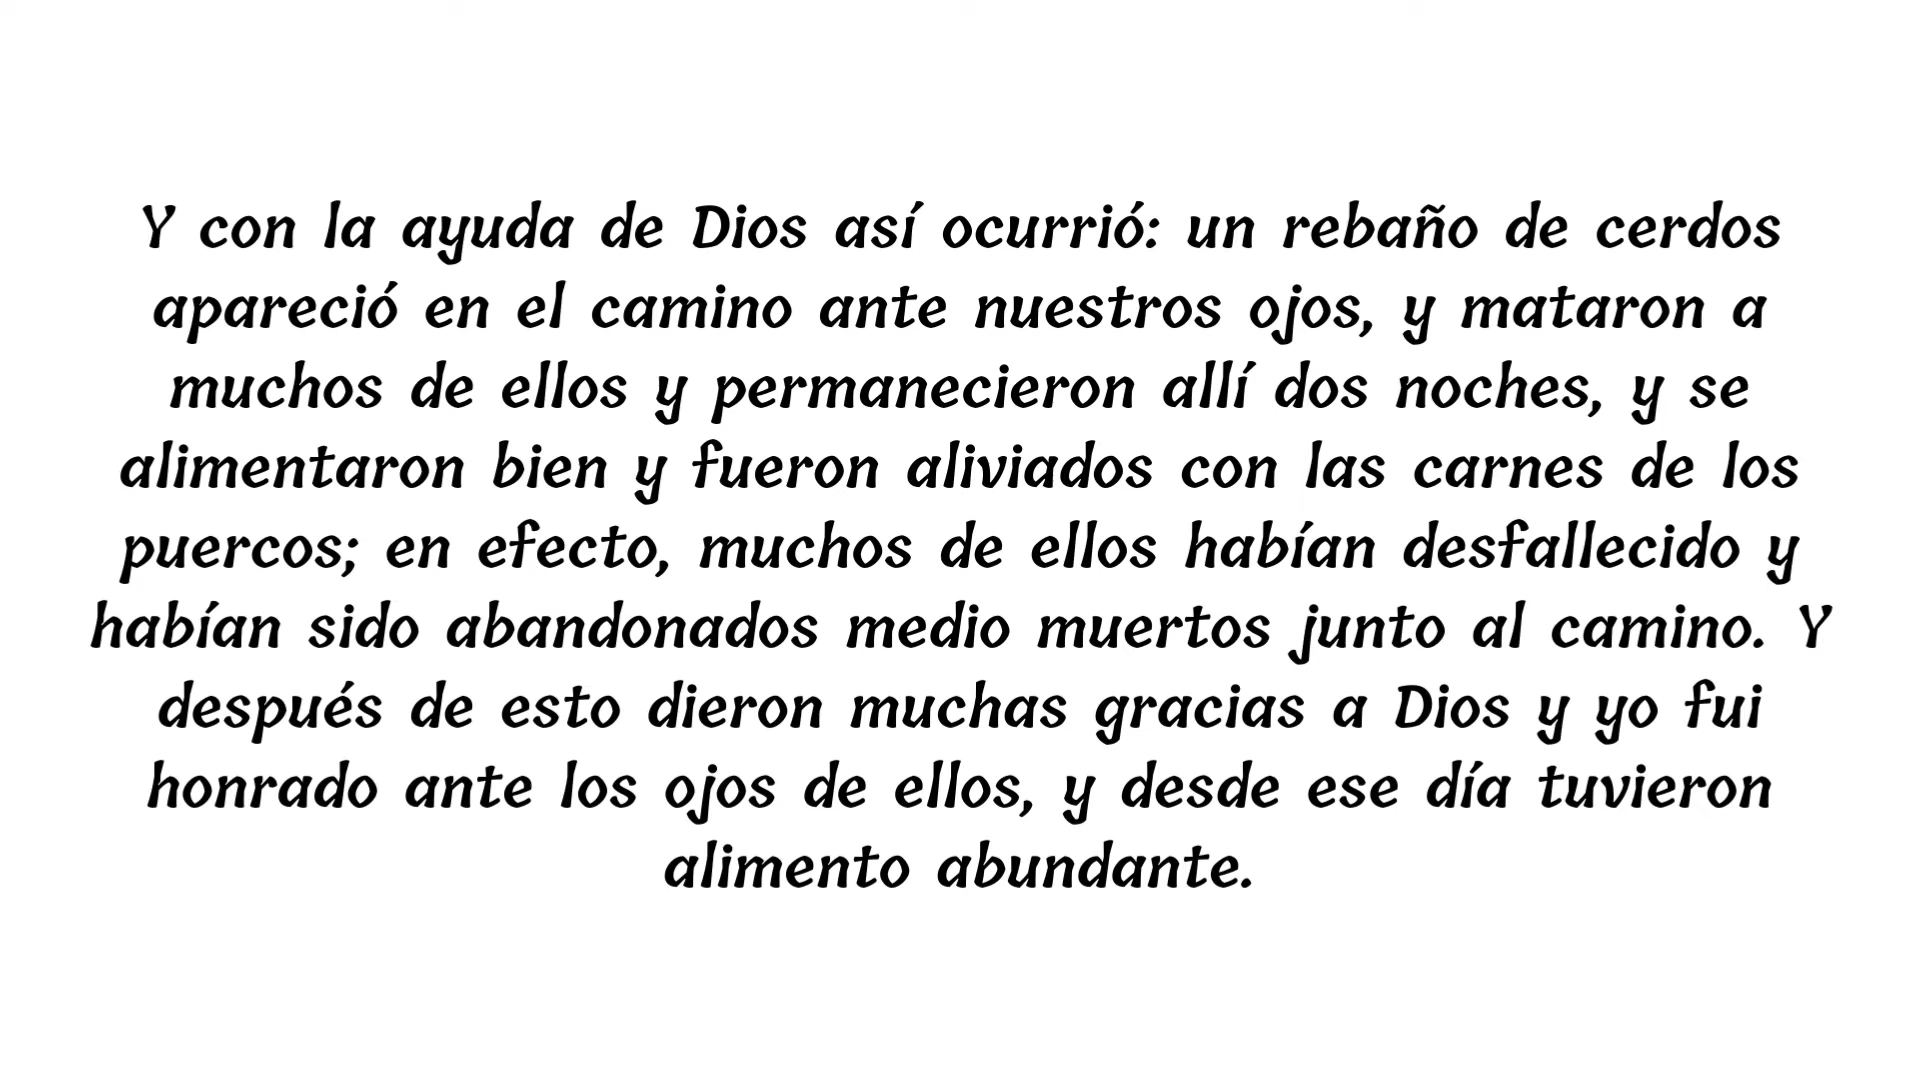 Y con la ayuda de Dios así ocurrió: un rebaño de cerdos
apareció en el camino ante nuestros ojos, y mataron a
muchos de ellos y permanecieron allí dos noches, y se
alimentaron bien y fueron aliviados con las carnes de los
puercos; en efecto, muchos de ellos habían desfallecido y
habían sido abandonados medio muertos junto al camino. Y
después de esto dieron muchas gracias a Dios y yo fui
honrado ante los ojos de ellos, y desde ese día tuvieron
alimento abundante.